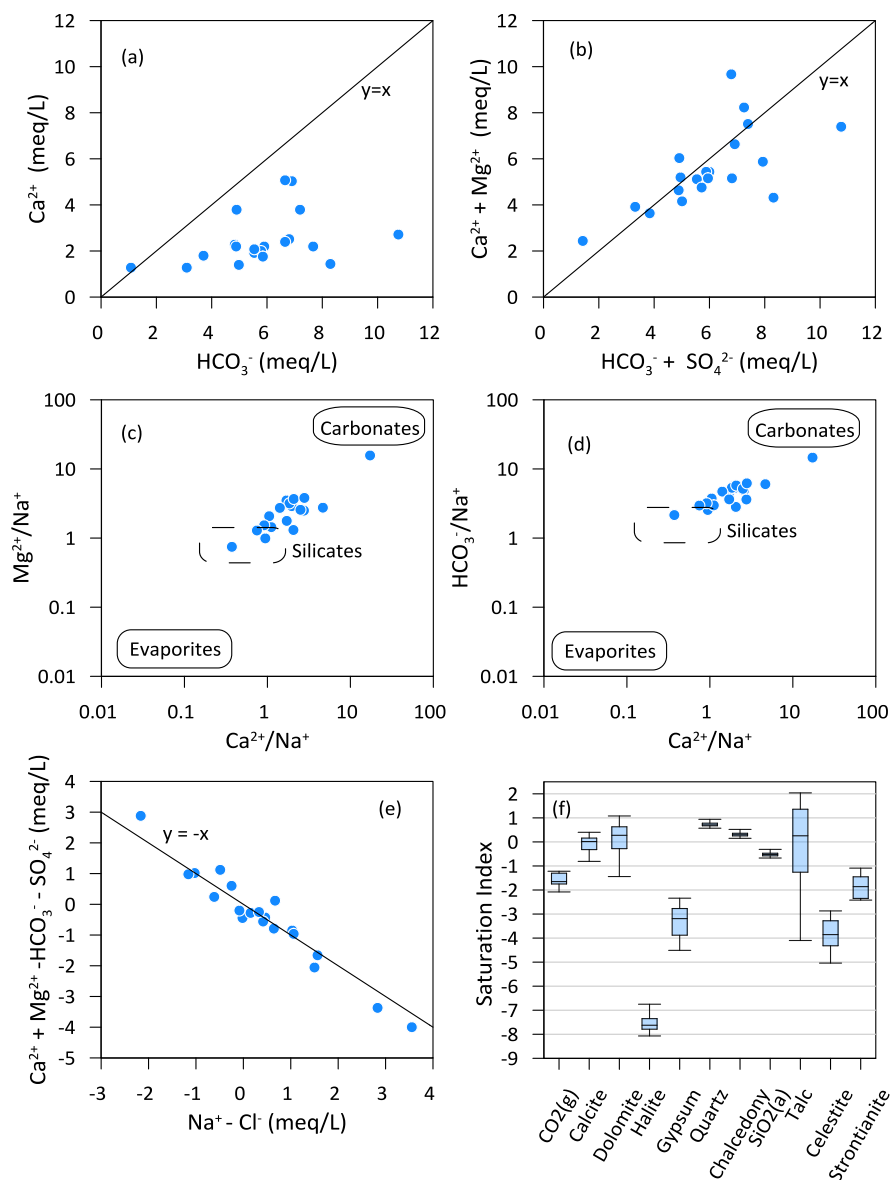 (a)
y=x
12
10
8
6
4
2
0
Ca²⁺ (meq/L)
0 2 4 6 8 10 12
HCO₃⁻ (meq/L)
(b)
y=x
12
10
8
6
4
2
0
Ca²⁺ + Mg²⁺ (meq/L)
0 2 4 6 8 10 12
HCO₃⁻ + SO₄²⁻ (meq/L)
(c)
Carbonates
Silicates
Evaporites
100
10
1
0.1
0.01
Mg²⁺/Na⁺
0.01 0.1 1 10 100
Ca²⁺/Na⁺
(d)
Carbonates
Silicates
Evaporites
100
10
1
0.1
0.01
HCO₃⁻/Na⁺
0.01 0.1 1 10 100
Ca²⁺/Na⁺
(e)
y = -x
4
3
2
1
0
-1
-2
-3
-4
-5
Ca²⁺ + Mg²⁺ -HCO₃⁻ - SO₄²⁻ (meq/L)
-3 -2 -1 0 1 2 3 4
Na⁺ - Cl⁻ (meq/L)
(f)
2
1
0
-1
-2
-3
-4
-5
-6
-7
-8
-9
Saturation Index
CO2(g)
Calcite
Dolomite
Halite
Gypsum
Quartz
Chalcedony
SiO2(a)
Talc
Celestite
Strontianite